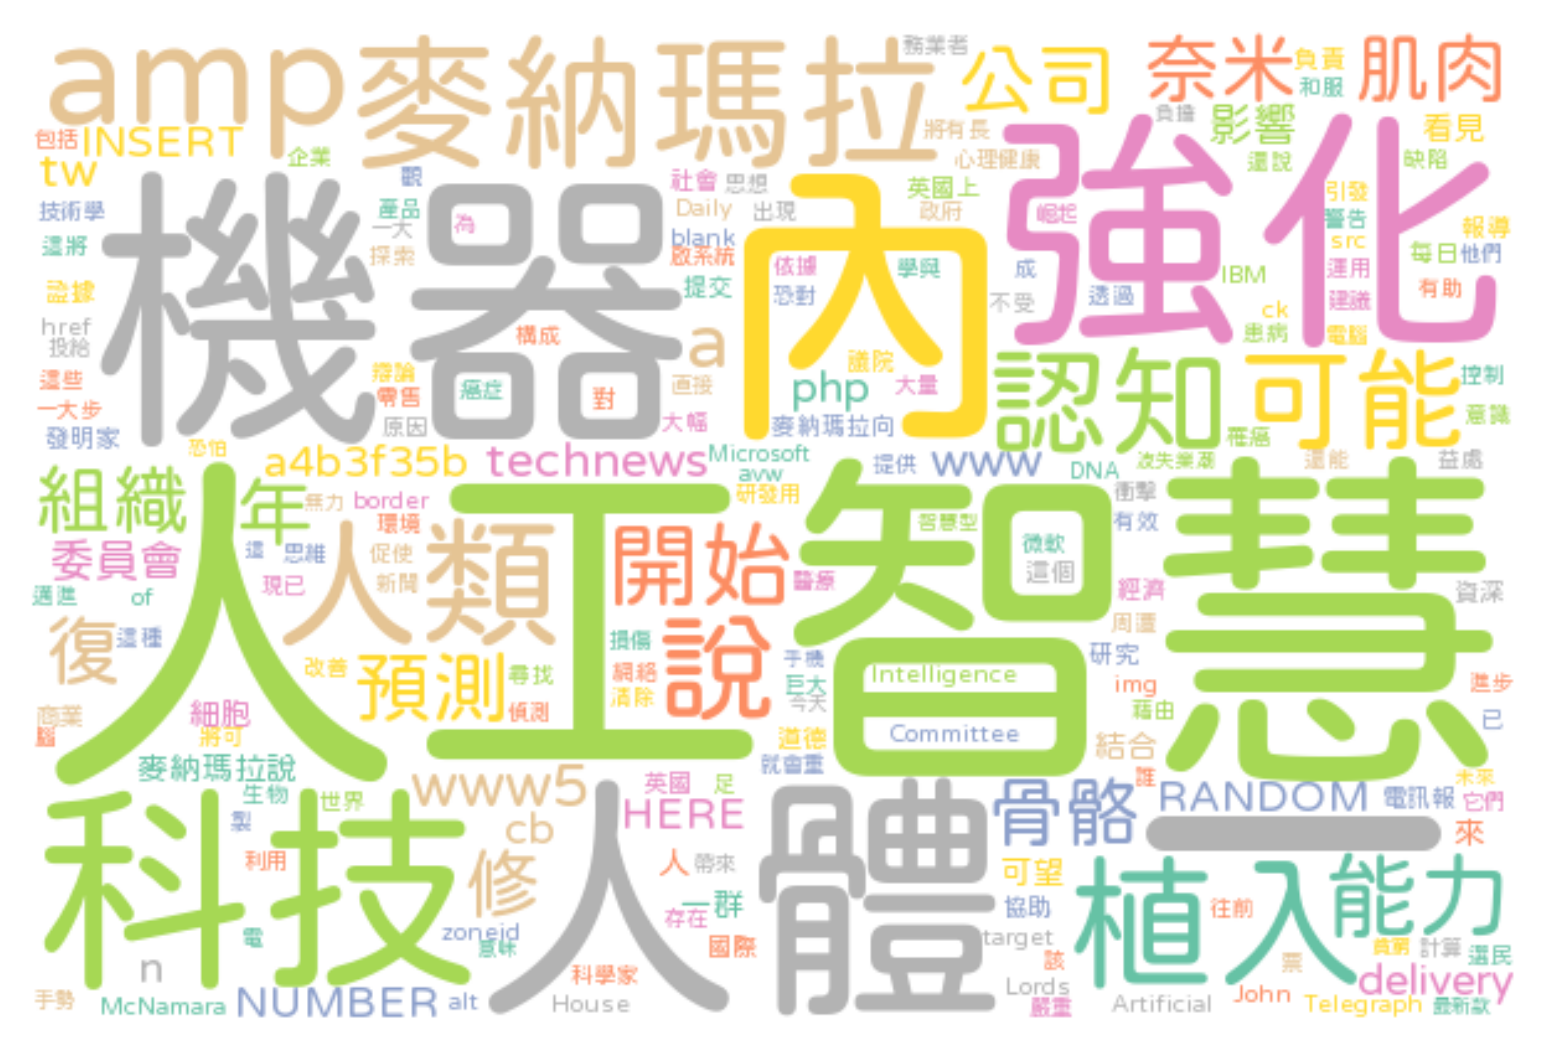 amp
麥納瑪拉
務業者
公司
奈米
負責
和服
肌肉
包括
INSERT
企業
tw
將有長
心理健康
負擔
影響
還說
看見
缺陷
強化
技術學
這將
證據
href
投給
這些
一大步
發明家
機器
觀
產品
一大
探索
為
構成
癌症
對
辯論
零售
原因
社會
思想
Daily
出現
blank
啟系統
提交
a
直接
大幅
內
依據
恐對
學與
議院
php
大量
麥納瑪拉向
英國上
政府
不受
成
崛起
透過
IBM
ck
患病
引發
警告
src
運用
建議
電腦
報導
每日
他們
有助
認知
可能
控制
意識
罹癌
恐怕
a4b3f35b
technews
Microsoft
avw
研發用
提供
www
DNA
波失業潮
還能
益處
組織
年
無力
border
環境
委員會
這
思維
促使
新聞
現已
人類
開始
醫療
智慧型
微軟
這個
衝擊
有效
經濟
周遭
研究
資深
人工智慧
邁進
of
復
這種
改善
預測
尋找
偵測
損傷
網絡
清除
說
手機
巨大
今天
道德
就會重
Intelligence
Committee
img
藉由
結合
誰
進步
已
未來
商業
腦
細胞
將可
麥納瑪拉說
生物
世界
製
利用
www5
cb
修
英國
足
HERE
人
帶來
一群
存在
國際
科學家
人體
骨骼
RANDOM
電訊報
它們
一
來
可望
協助
植入
往前
能力
科技
電
zoneid
意味
n
target
該
Lords
嚴重
票
貧窮
計算
選民
delivery
手勢
McNamara
NUMBER
alt
House
Artificial
John
Telegraph
最新款